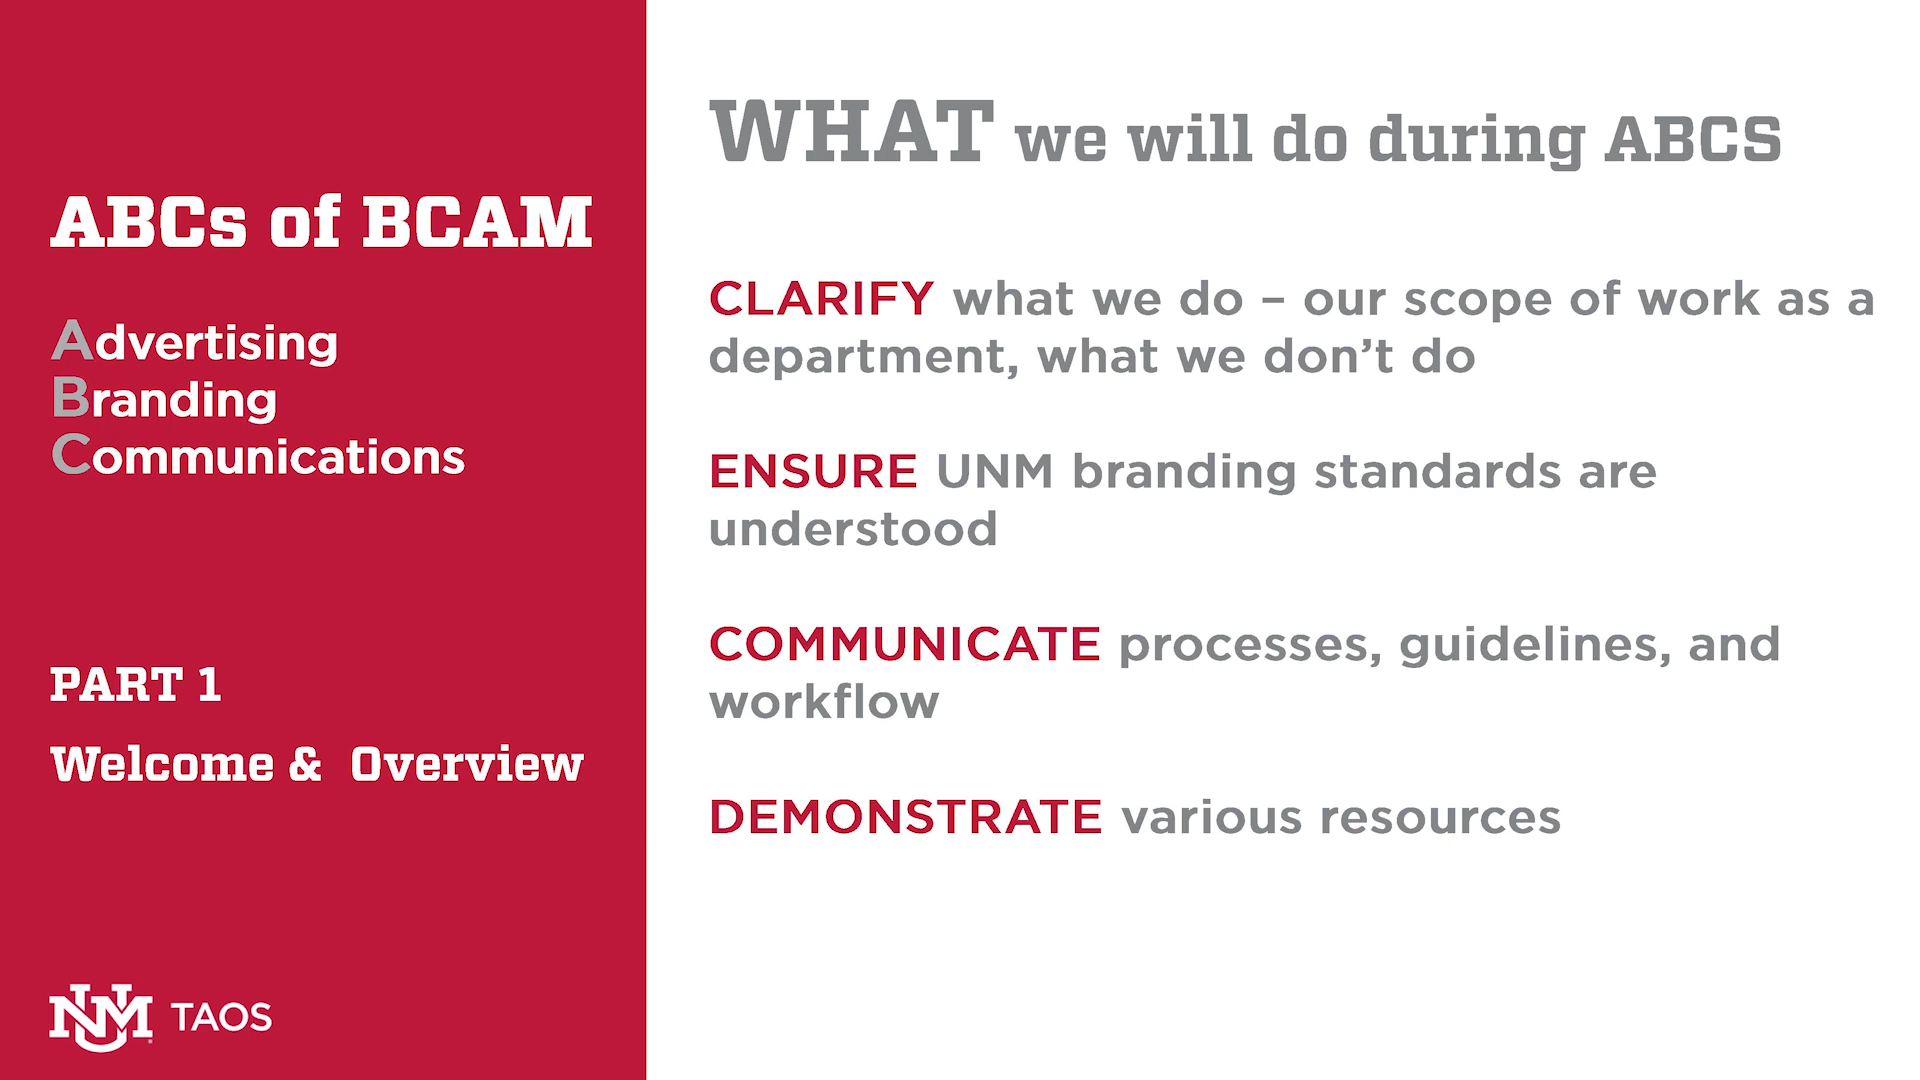 ABCs of BCAM
Advertising
Branding
Communications
PART 1
Welcome & Overview
UNM TAOS
WHAT we will do during ABCS
CLARIFY what we do – our scope of work as a
department, what we don’t do
ENSURE UNM branding standards are
understood
COMMUNICATE processes, guidelines, and
workflow
DEMONSTRATE various resources